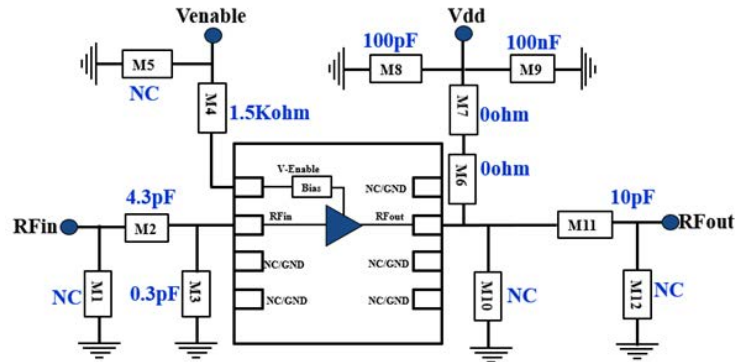 Venable
Vdd
100pF
100nF
M5
M8
M9
NC
M4
1.5Kohm
M7
0ohm
V-Enable
Bias
NC/GND
M6
0ohm
4.3pF
10pF
RFin
M2
RFin
RFout
M11
RFout
NC
M1
0.3pF
M3
NC/GND
NC/GND
NC/GND
NC/GND
M10
NC
M12
NC